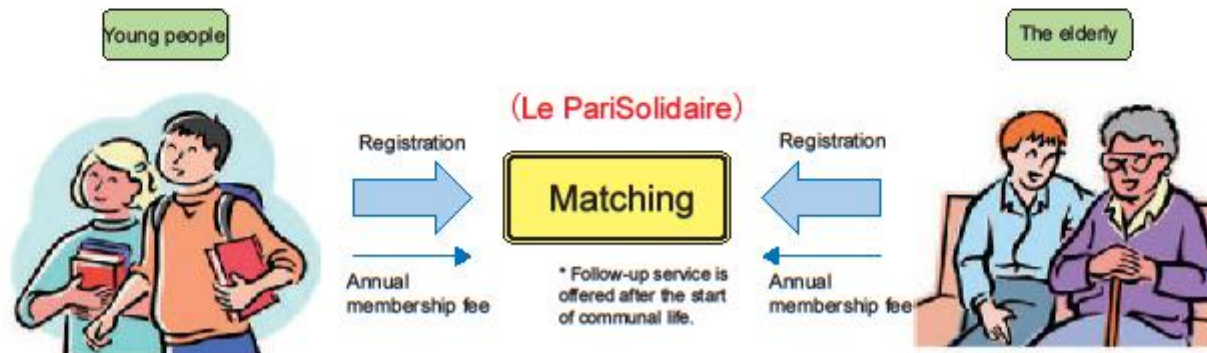 Young people
The elderly
(Le PariSolidaire)
Registration
Registration
Matching
Annual
membership fee
* Follow-up service is
offered after the start
of communal life.
Annual
membership fee